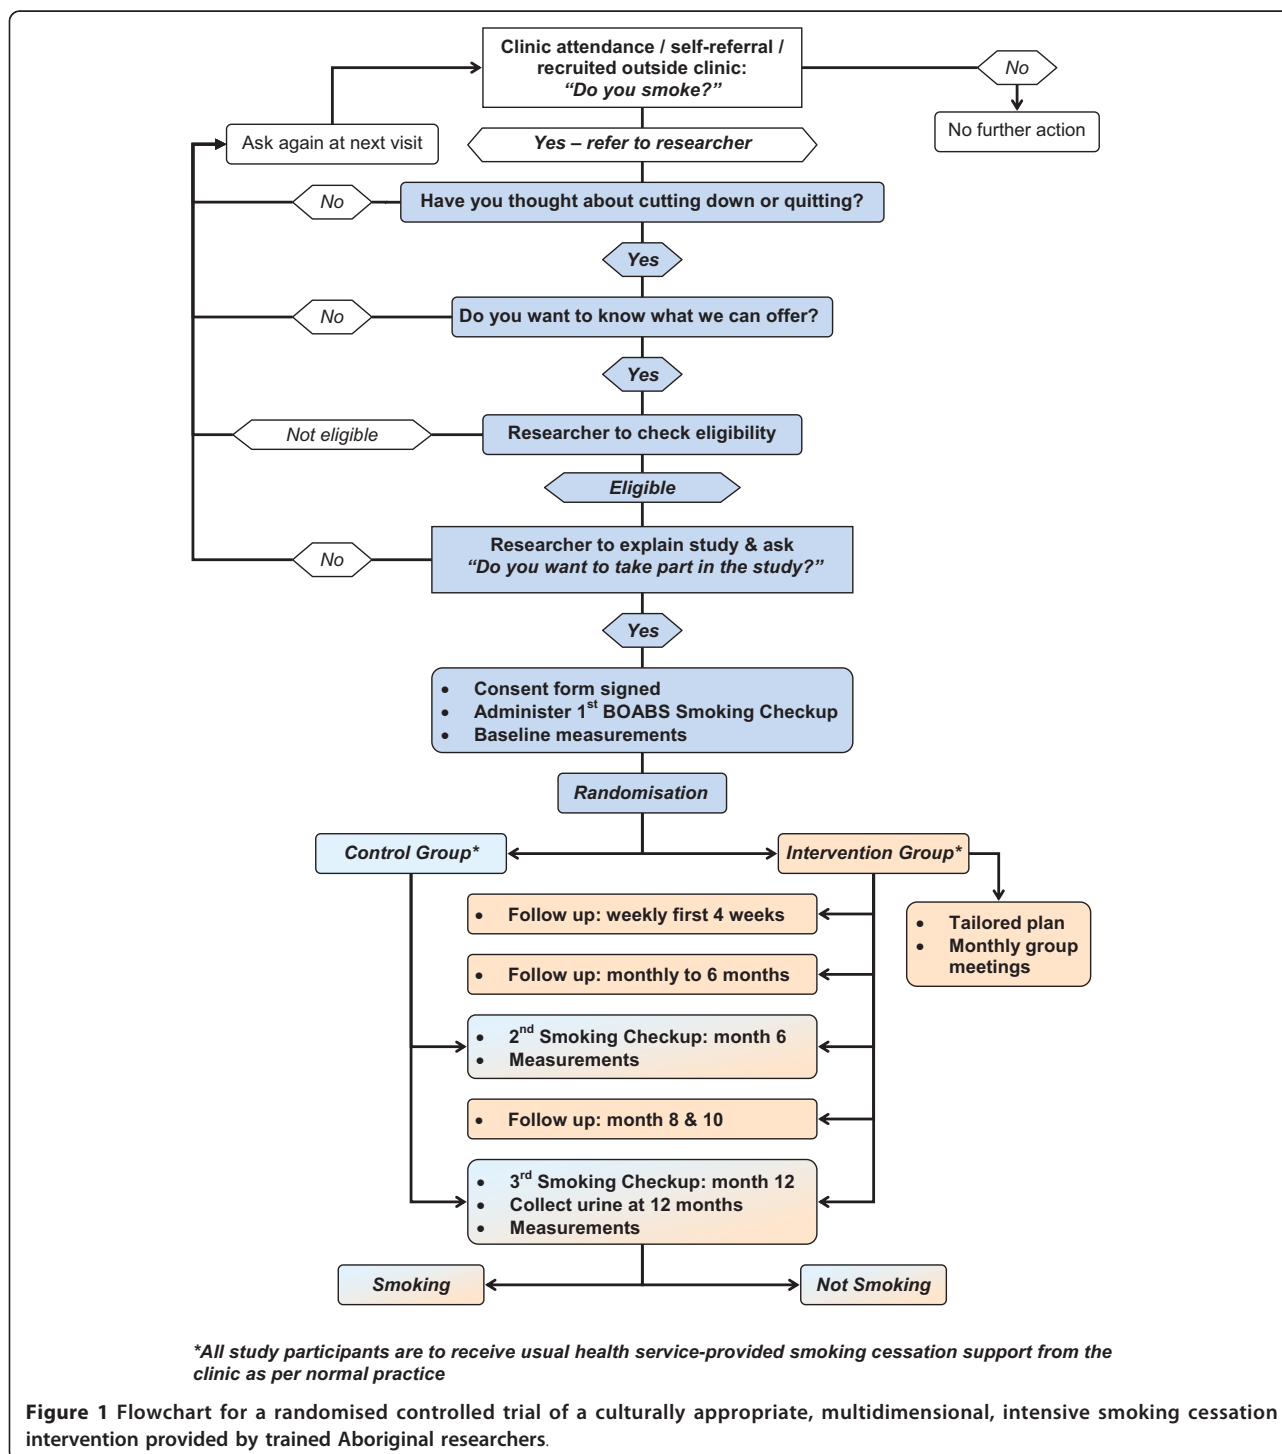 Clinic attendance / self-referral /
recruited outside clinic:
“Do you smoke?”
No
No further action
Ask again at next visit
Yes – refer to researcher
No
Have you thought about cutting down or quitting?
Yes
No
Do you want to know what we can offer?
Yes
Not eligible
Researcher to check eligibility
Eligible
Researcher to explain study & ask
“Do you want to take part in the study?”
No
Yes
• Consent form signed
• Administer 1st BOABS Smoking Checkup
• Baseline measurements
Randomisation
Control Group*
Intervention Group*
• Follow up: weekly first 4 weeks
• Tailored plan
• Monthly group
meetings
• Follow up: monthly to 6 months
• 2nd Smoking Checkup: month 6
• Measurements
• Follow up: month 8 & 10
• 3rd Smoking Checkup: month 12
• Collect urine at 12 months
• Measurements
Smoking
Not Smoking
*All study participants are to receive usual health service-provided smoking cessation support from the
clinic as per normal practice
Figure 1 Flowchart for a randomised controlled trial of a culturally appropriate, multidimensional, intensive smoking cessation
intervention provided by trained Aboriginal researchers.